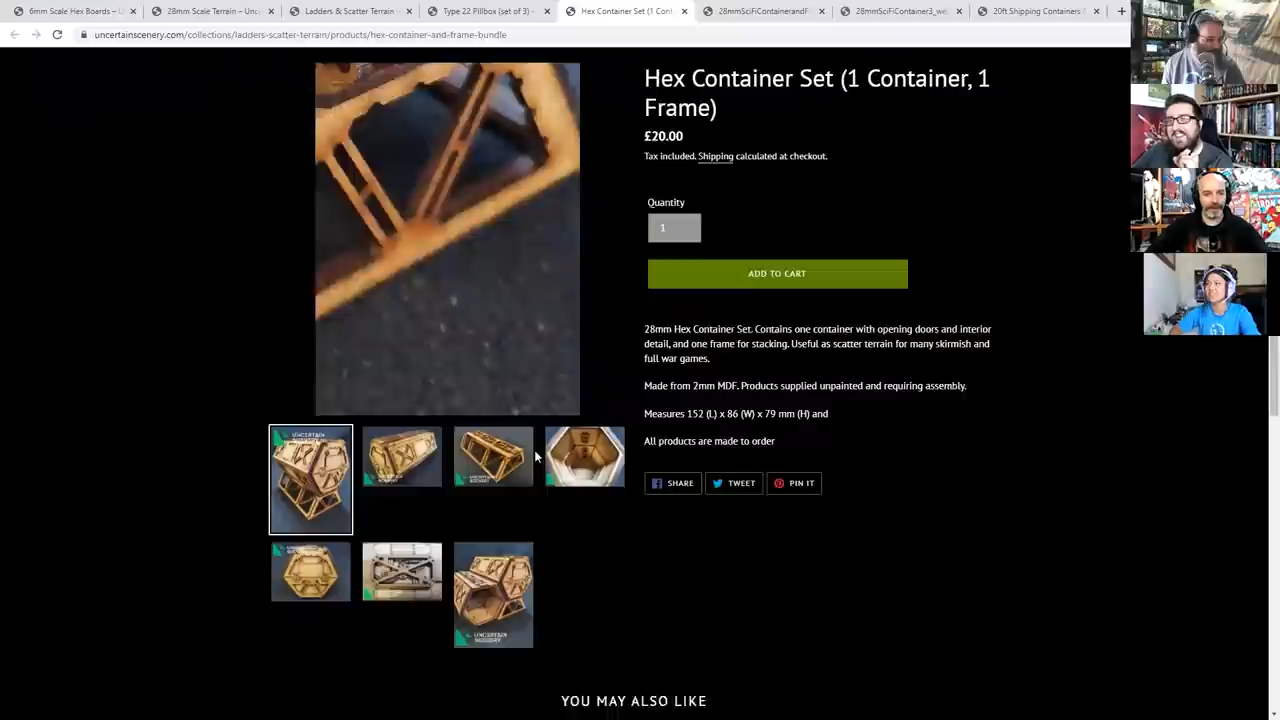 6mm Scale Hex Boards – U
28mm Scale Terrain – Unce
Ladders & Scatter Terrain –
Type 22 Pillbox (set of 3) –
Hex Container Set (1 Cont
28mmSciFiContainerandF
28mmSciFiContainer3_we
20ft Shipping Containers
uncertainscenery.com/collections/ladders-scatter-terrain/products/hex-container-and-frame-bundle
Hex Container Set (1 Container, 1
Frame)
£20.00
Tax included. Shipping calculated at checkout.
Quantity
1
ADD TO CART
28mm Hex Container Set. Contains one container with opening doors and interior
detail, and one frame for stacking. Useful as scatter terrain for many skirmish and
full war games.
Made from 2mm MDF. Products supplied unpainted and requiring assembly.
Measures 152 (L) x 86 (W) x 79 mm (H) and
All products are made to order
SHARE
TWEET
PIN IT
UNCERTAIN
SCENERY
YOU MAY ALSO LIKE